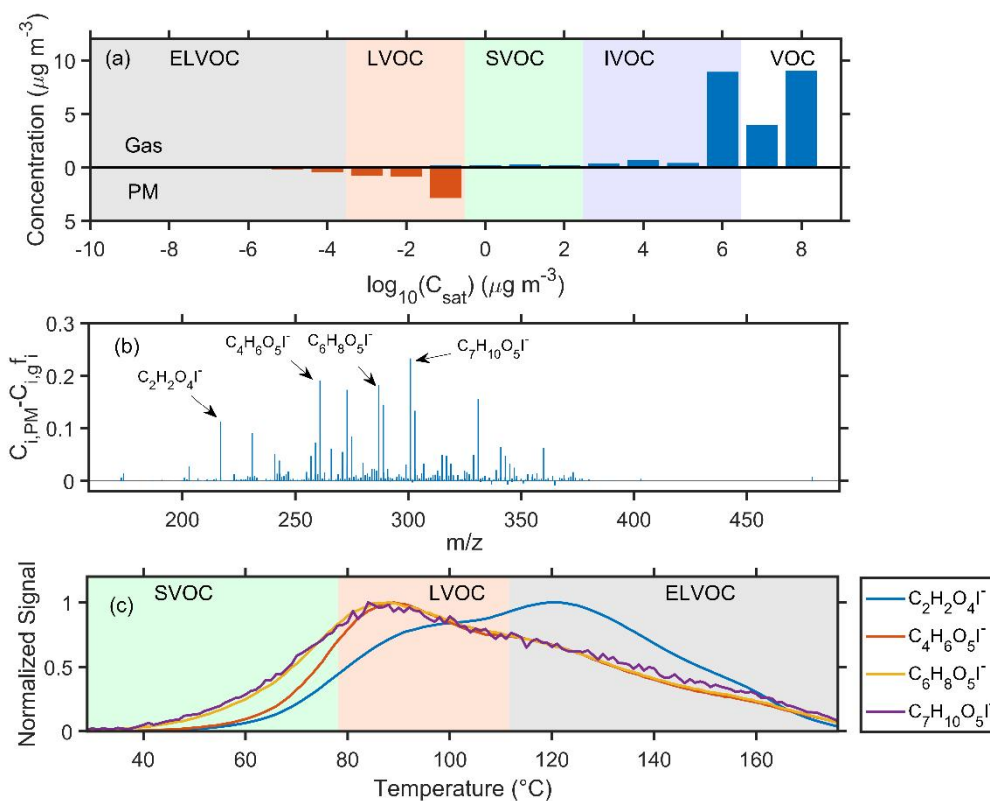 (a) ELVOC LVOC SVOC IVOC VOC
10
5
0
5
Gas
PM
Concentration (μg m⁻³)
-10 -8 -6 -4 -2 0 2 4 6 8
log₁₀(C_sat) (μg m⁻³)
(b)
0.3
0.2
0.1
0
C₂H₂O₄I⁻
C₄H₆O₅I⁻
C₆H₈O₅I⁻
C₇H₁₀O₅I⁻
C_i,PM-C_i,g f_i
200 250 300 350 400 450
m/z
(c) SVOC LVOC ELVOC
1
0.5
0
Normalized Signal
40 60 80 100 120 140 160
Temperature (°C)
C₂H₂O₄I⁻
C₄H₆O₅I⁻
C₆H₈O₅I⁻
C₇H₁₀O₅I⁻